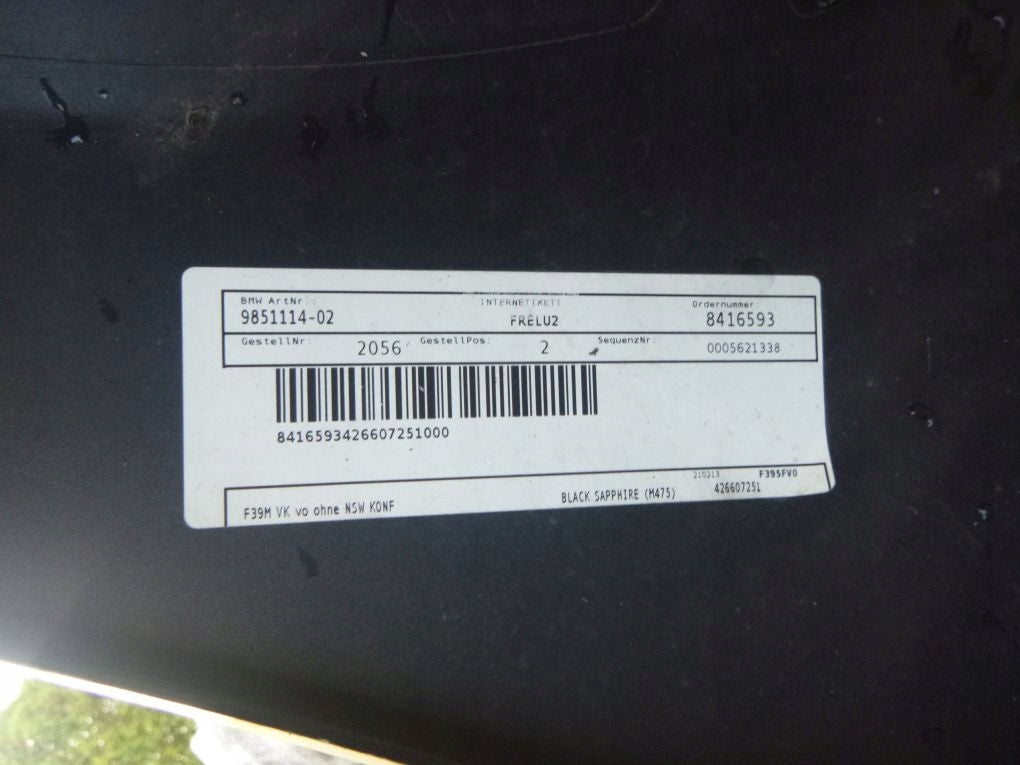 BMW ArtNr.: INTERNETIKETT Ordernummer:
9851114-02 FRELU2 8416593
GestellNr: 2056 GestellPos: 2 SequenzNr: 0005621338
8416593426607251000
210213 F39SFV0
F39M VK vo ohne NSW KONF BLACK SAPPHIRE (M475) 426607251